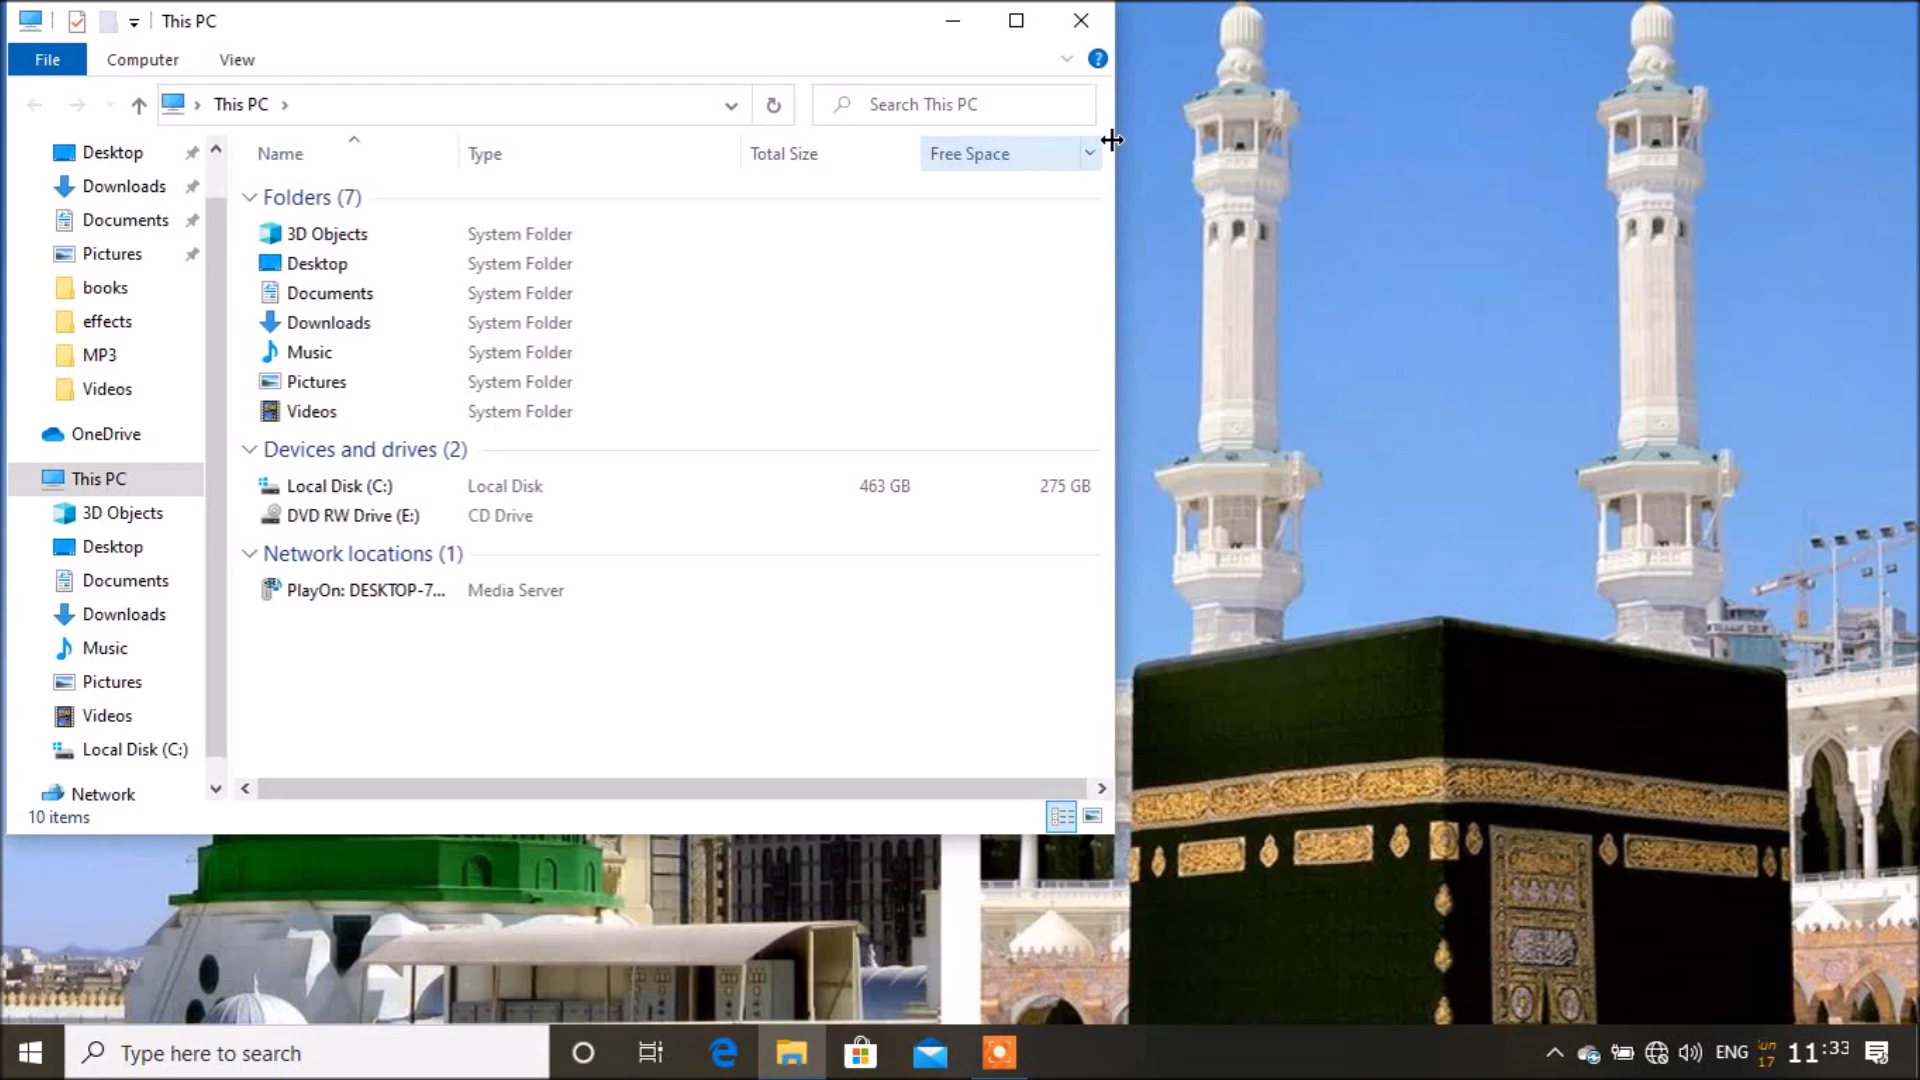 This PC
File Computer View
This PC
Search This PC
Name Type Total Size Free Space
Desktop
Downloads
Documents
Pictures
books
effects
MP3
Videos
OneDrive
This PC
3D Objects
Desktop
Documents
Downloads
Music
Pictures
Videos
Local Disk (C:)
Network
Folders (7)
3D Objects System Folder
Desktop System Folder
Documents System Folder
Downloads System Folder
Music System Folder
Pictures System Folder
Videos System Folder
Devices and drives (2)
Local Disk (C:) Local Disk 463 GB 275 GB
DVD RW Drive (E:) CD Drive
Network locations (1)
PlayOn: DESKTOP-7... Media Server
10 items
Type here to search
ENG
17
11:33